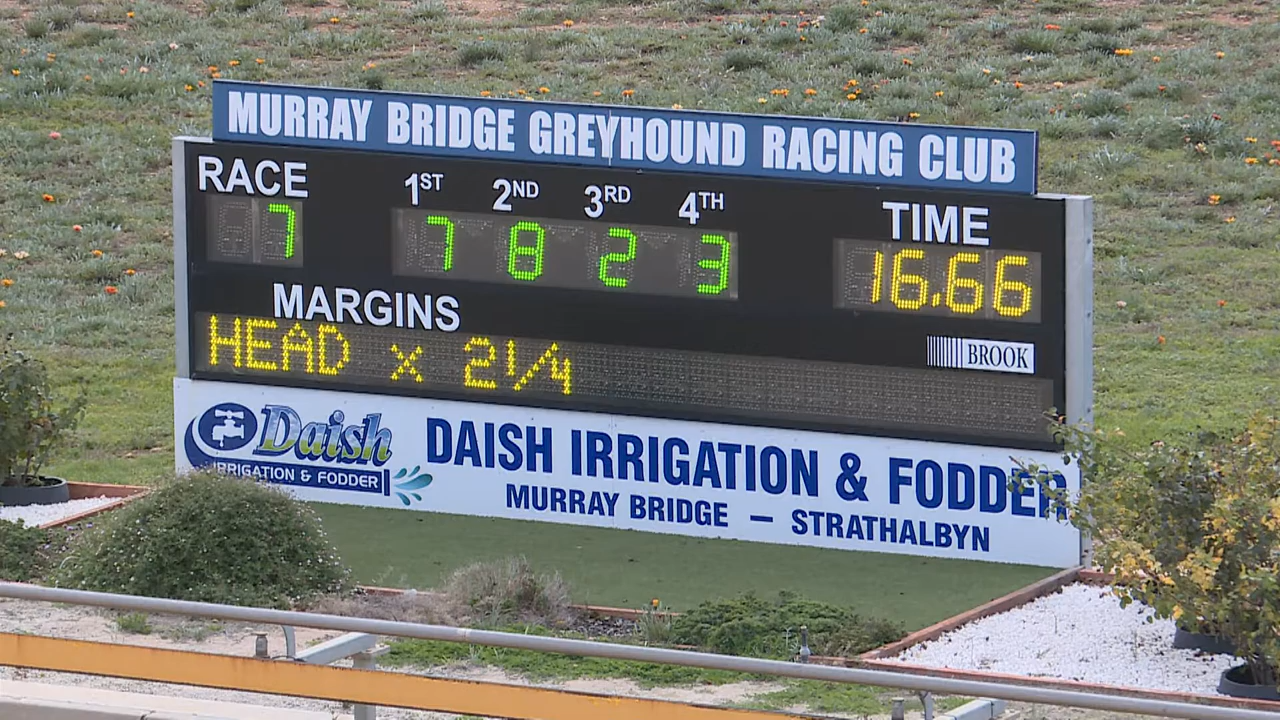 MURRAY BRIDGE GREYHOUND RACING CLUB
RACE 1ST 2ND 3RD 4TH TIME
7 7 8 2 3 16.66
MARGINS
HEAD x 2 1/4
BROOK
Daish
IRRIGATION & FODDER
DAISH IRRIGATION & FODDER
MURRAY BRIDGE – STRATHALBYN